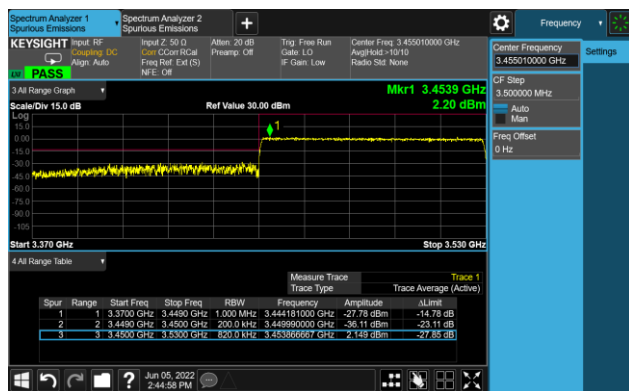 Spectrum Analyzer 1
Spurious Emissions
Spectrum Analyzer 2
Spurious Emissions
+
Frequency
KEYSIGHT
Input: RF
Coupling: DC
Align: Auto
Input Z: 50 Ω
Corr CCorr RCal
Freq Ref: Ext (S)
NFE: Off
Atten: 20 dB
Preamp: Off
Trig: Free Run
Gate: LO
IF Gain: Low
Center Freq: 3.455010000 GHz
Avg|Hold:>10/10
Radio Std: None
PASS
Center Frequency
3.455010000 GHz
Settings
CF Step
3.500000 MHz
Auto
Man
Freq Offset
0 Hz
3 All Range Graph
Mkr1 3.4539 GHz
Scale/Div 15.0 dB
Ref Value 30.00 dBm
2.20 dBm
Log
15.0
0.00
-15.0
-30.0
-45.0
-60.0
-75.0
-90.0
-105
1
Start 3.370 GHz
Stop 3.530 GHz
4 All Range Table
Measure Trace Trace 1
Trace Type Trace Average (Active)
Spur Range Start Freq Stop Freq RBW Frequency Amplitude ΔLimit
1 1 3.3700 GHz 3.4490 GHz 1.000 MHz 3.444181000 GHz -27.78 dBm -14.78 dB
2 2 3.4490 GHz 3.4500 GHz 200.0 kHz 3.449990000 GHz -36.11 dBm -23.11 dB
3 3 3.4500 GHz 3.5300 GHz 820.0 kHz 3.453866667 GHz 2.149 dBm -27.85 dB
?
Jun 05, 2022
2:44:58 PM